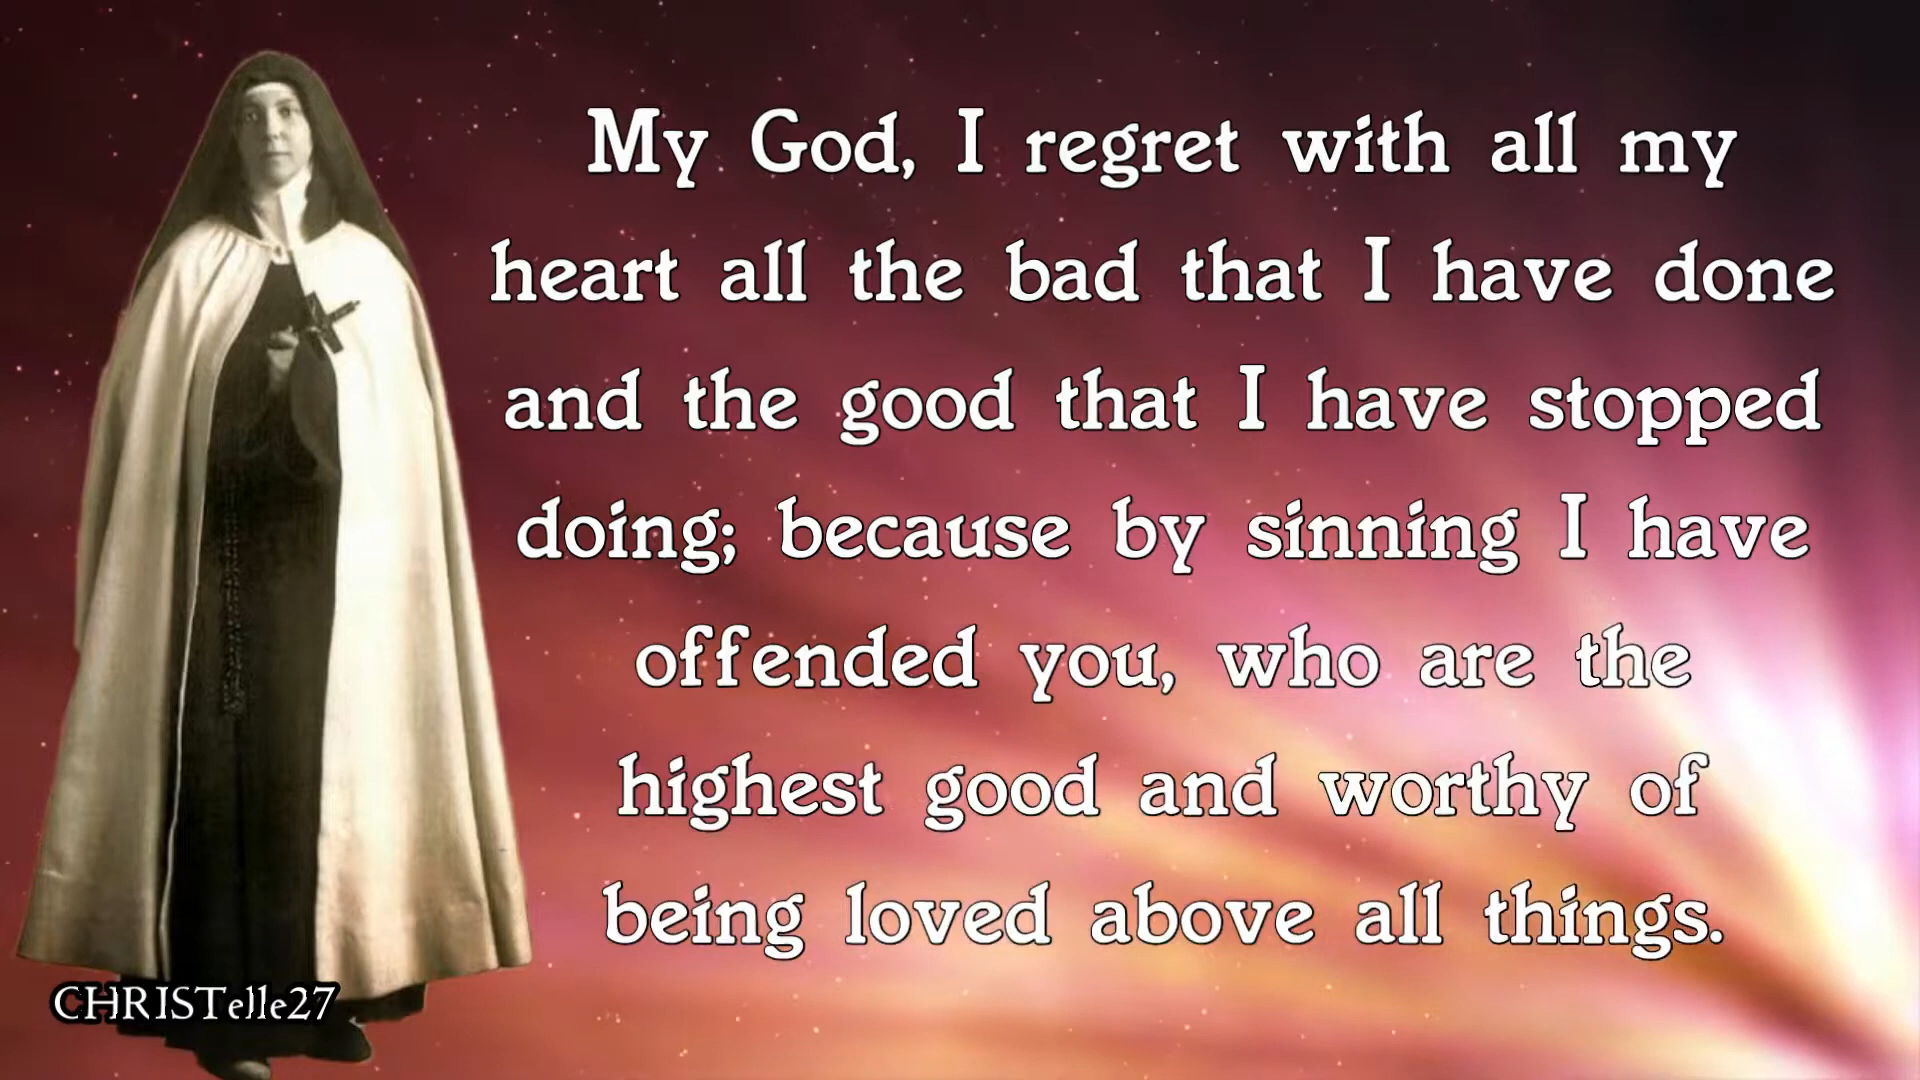 My God, I regret with all my
heart all the bad that I have done
and the good that I have stopped
doing; because by sinning I have
offended you, who are the
highest good and worthy of
being loved above all things.
CHRISTelle27